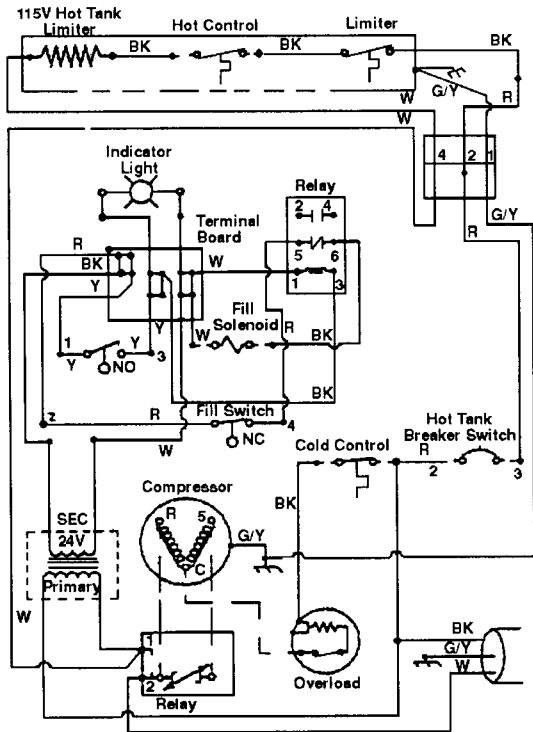 115V Hot Tank
Limiter
Hot Control
Limiter
BK
BK
BK
G/Y
W
W
R
4 2 1
Indicator
Light
Relay
2 4
5 6
1 3
Terminal
Board
R
BK
Y
W
G/Y
R
W
Fill
Solenoid
R
BK
Y
1
Y
Y
NO
3
BK
2
R
Fill Switch
NC
4
W
Hot Tank
Breaker Switch
R
2
3
Cold Control
BK
Compressor
R 5
C
G/Y
SEC
24V
Primary
W
1
2
Relay
Overload
BK
G/Y
W